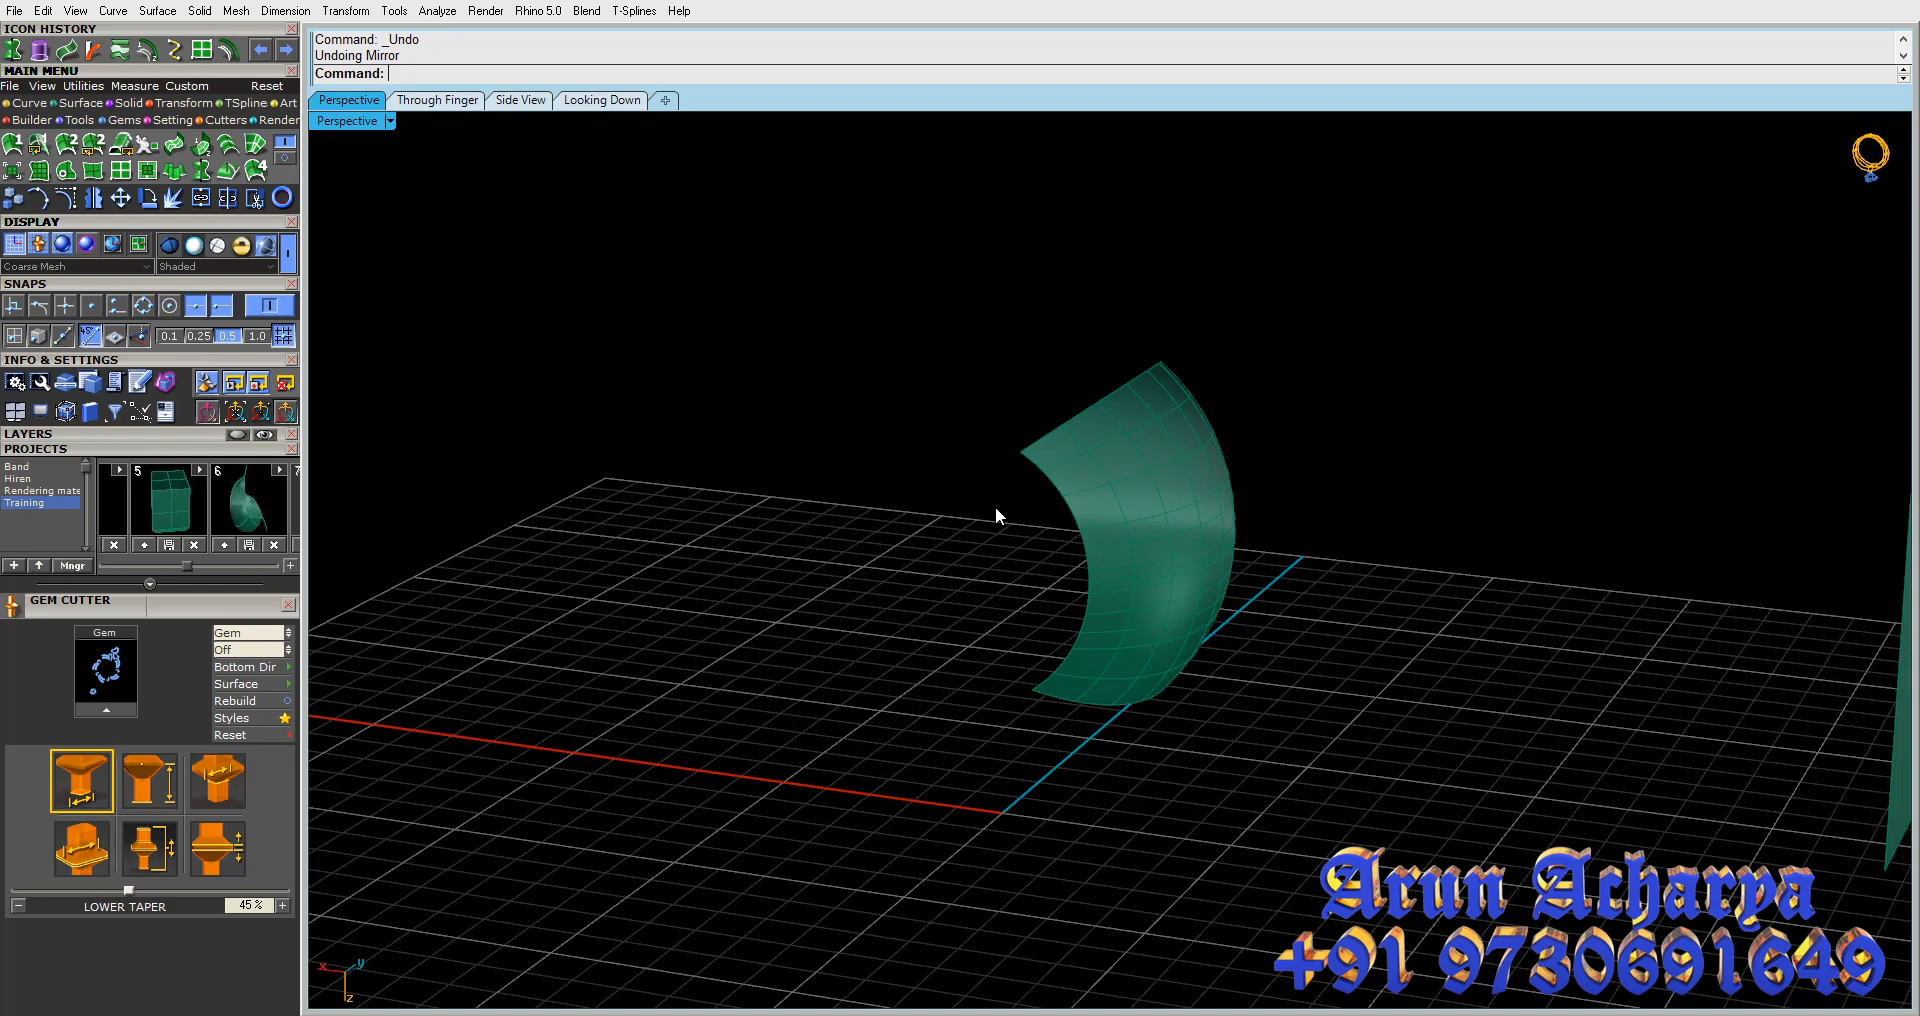 File Edit View Curve Surface Solid Mesh Dimension Transform Tools Analyze Render Rhino 5.0 Blend T-Splines Help
ICON HISTORY
MAIN MENU
File View Utilities Measure Custom Reset
Curve Surface Solid Transform TSpline Art
Builder Tools Gems Setting Cutters Render
DISPLAY
Coarse Mesh Shaded
SNAPS
45°
0.1 0.25 0.5 1.0
INFO & SETTINGS
LAYERS
PROJECTS
Band
Hiren
Rendering mate
Training
5 6 7
Mngr
GEM CUTTER
Gem
Gem
Off
Bottom Dir
Surface
Rebuild
Styles
Reset
LOWER TAPER 45 %
Command: _Undo
Undoing Mirror
Command:
Perspective Through Finger Side View Looking Down
Perspective
x y
z
Arun Acharya
+91 9730691649